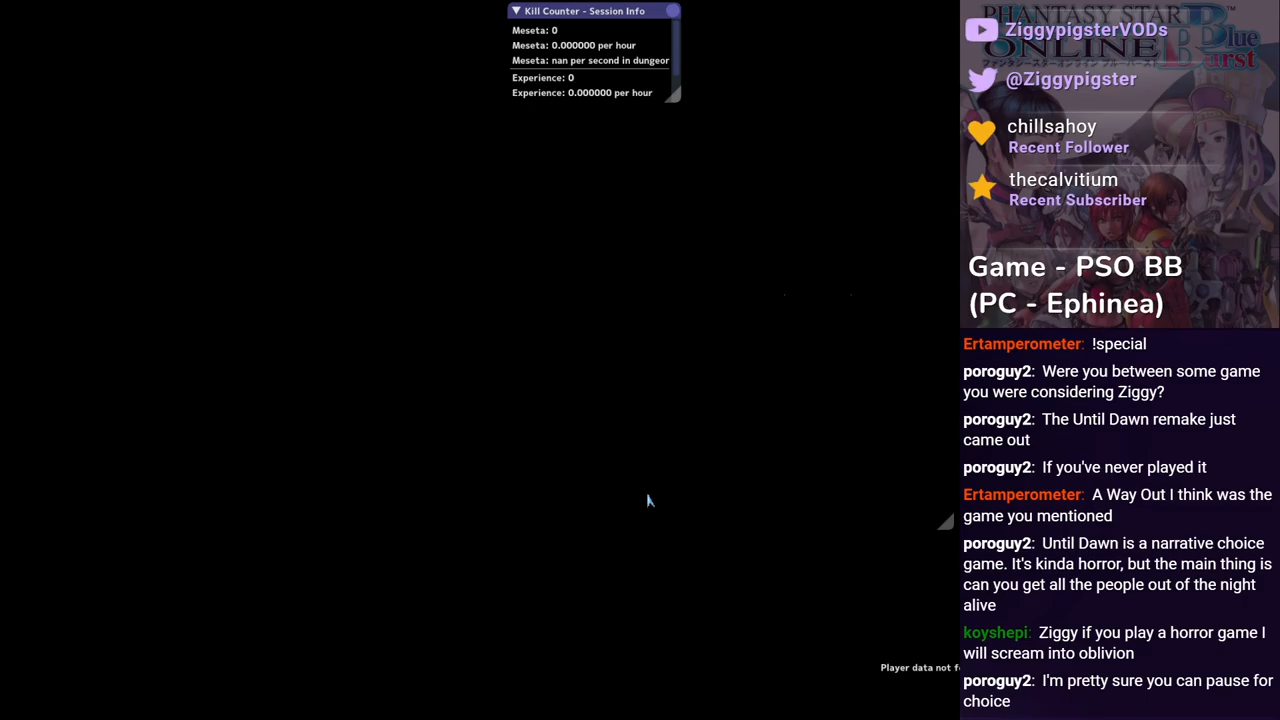 Kill Counter - Session Info
Meseta: 0
Meseta: 0.000000 per hour
Meseta: nan per second in dungeor
Experience: 0
Experience: 0.000000 per hour
Player data not f
PHANTASY STAR
ONLINE Blue Burst
ZiggypigsterVODs
@Ziggypigster
chillsahoy
Recent Follower
thecalvitium
Recent Subscriber
Game - PSO BB
(PC - Ephinea)
Ertamperometer: !special
poroguy2: Were you between some game
you were considering Ziggy?
poroguy2: The Until Dawn remake just
came out
poroguy2: If you've never played it
Ertamperometer: A Way Out I think was the
game you mentioned
poroguy2: Until Dawn is a narrative choice
game. It's kinda horror, but the main thing is
can you get all the people out of the night
alive
koyshepi: Ziggy if you play a horror game I
will scream into oblivion
poroguy2: I'm pretty sure you can pause for
choice